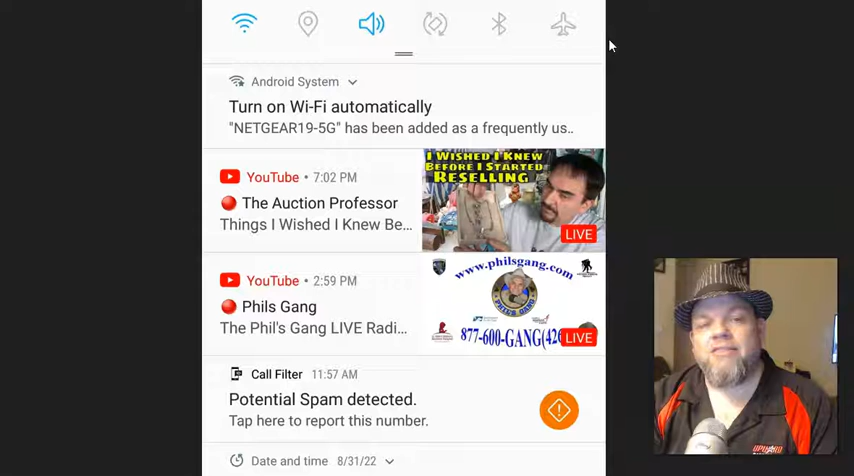 Android System
Turn on Wi-Fi automatically
"NETGEAR19-5G" has been added as a frequently us..
YouTube • 7:02 PM
The Auction Professor
Things I Wished I Knew Be...
I WISHED I KNEW
BEFORE I STARTED
RESELLING
LIVE
YouTube • 2:59 PM
Phils Gang
The Phil's Gang LIVE Radi...
www.philsgang.com
PHIL'S GANG
877-600-GANG(426
LIVE
Call Filter 11:57 AM
Potential Spam detected.
Tap here to report this number.
Date and time 8/31/22